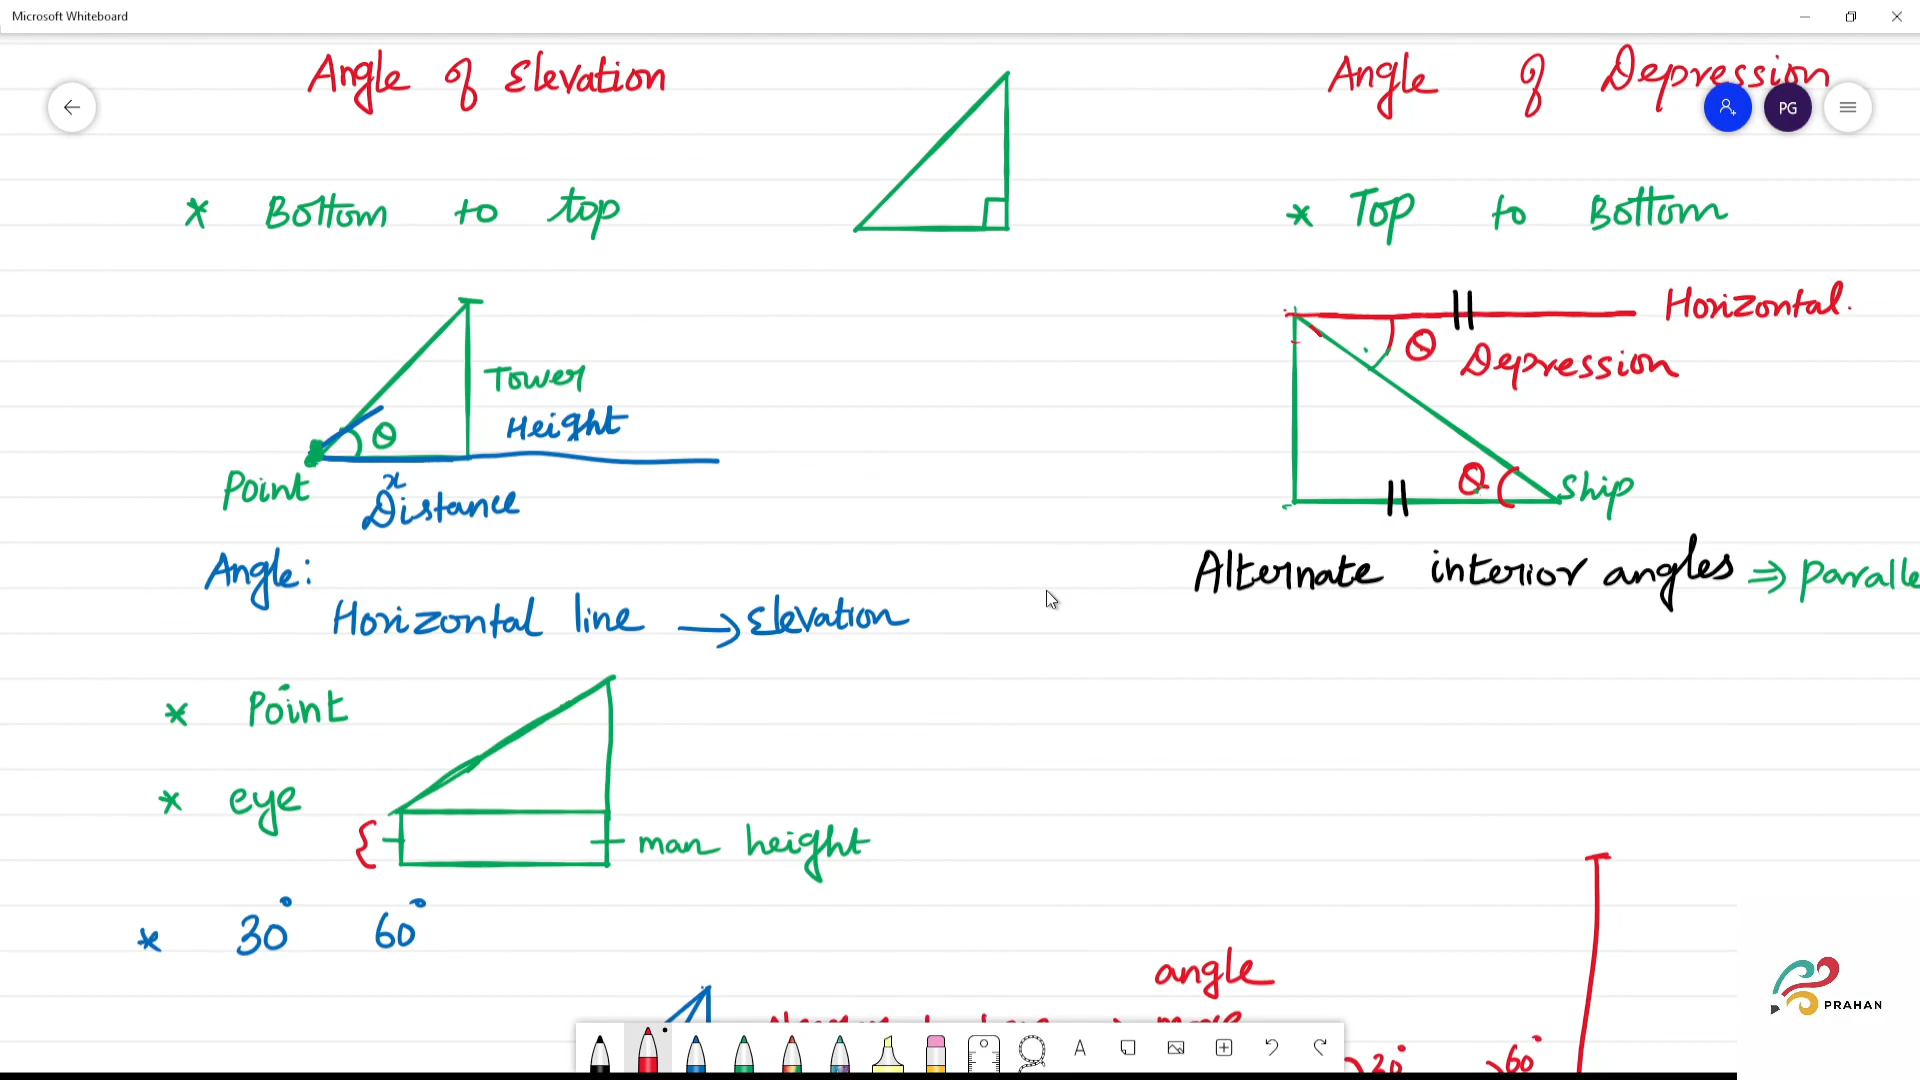 Microsoft Whiteboard
Angle of Elevation
* Bottom to top
Tower
Height
θ
Point
x
Distance
Angle:
Horizontal line → Elevation
* Point
* eye
man height
* 30° 60°
Angle of Depression
PG
* Top to Bottom
Horizontal.
θ
Depression
θ
Ship
Alternate interior angles ⇒ paralle
angle
30° 60°
A
PRAHAN